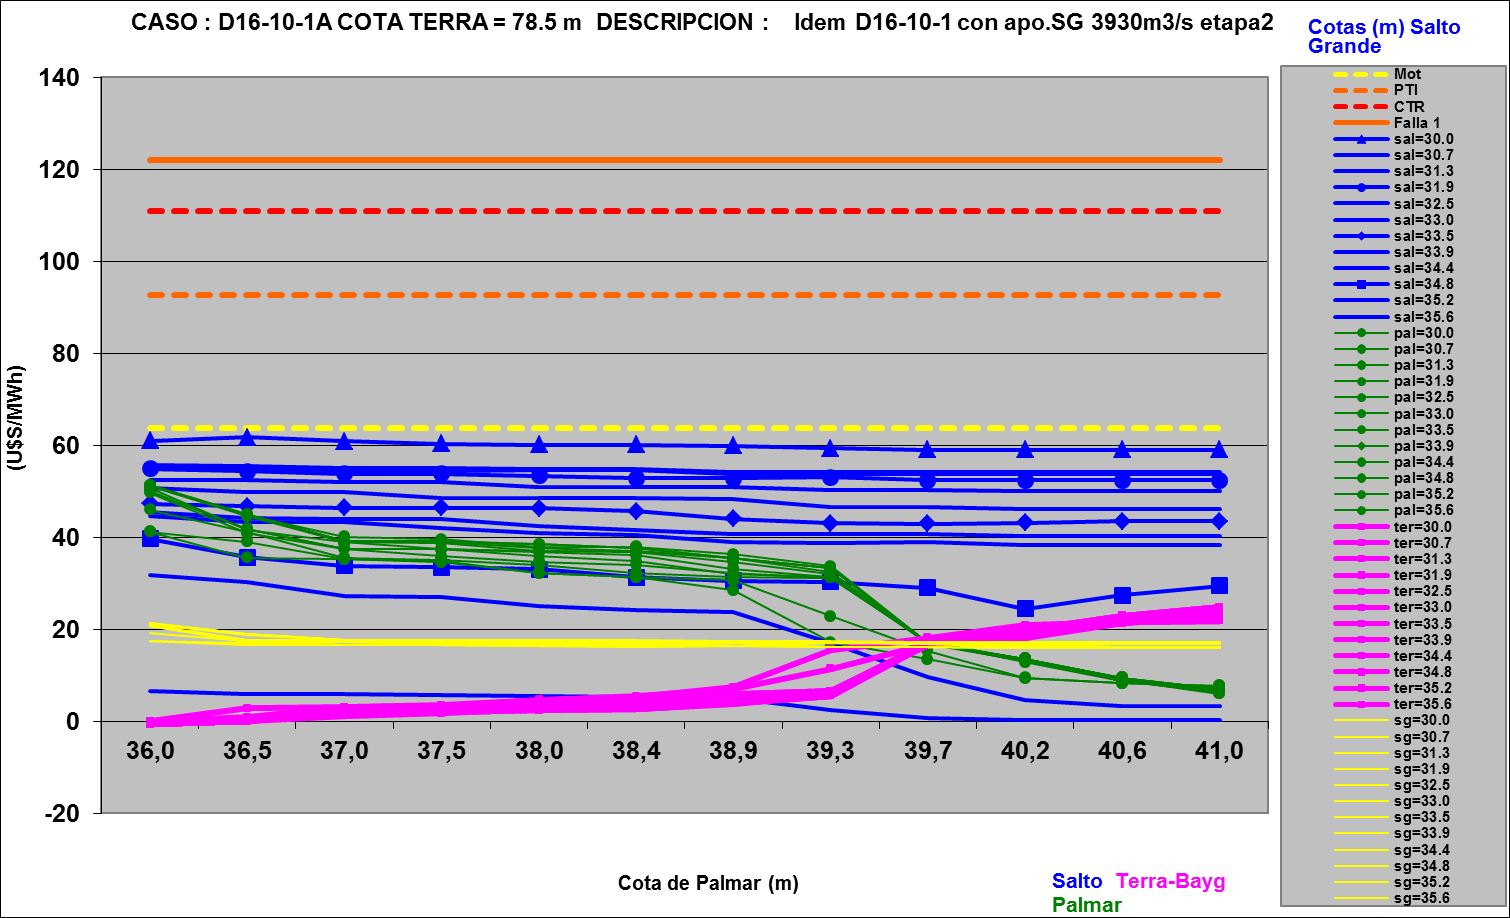 CASO : D16-10-1A COTA TERRA = 78.5 m DESCRIPCION : Idem D16-10-1 con apo.SG 3930m3/s etapa2
Cotas (m) Salto
Grande
140
120
100
80
60
40
20
0
-20
(U$S/MWh)
36,0 36,5 37,0 37,5 38,0 38,4 38,9 39,3 39,7 40,2 40,6 41,0
Cota de Palmar (m)
Salto Terra-Bayg
Palmar
Mot
PTI
CTR
Falla 1
sal=30.0
sal=30.7
sal=31.3
sal=31.9
sal=32.5
sal=33.0
sal=33.5
sal=33.9
sal=34.4
sal=34.8
sal=35.2
sal=35.6
pal=30.0
pal=30.7
pal=31.3
pal=31.9
pal=32.5
pal=33.0
pal=33.5
pal=33.9
pal=34.4
pal=34.8
pal=35.2
pal=35.6
ter=30.0
ter=30.7
ter=31.3
ter=31.9
ter=32.5
ter=33.0
ter=33.5
ter=33.9
ter=34.4
ter=34.8
ter=35.2
ter=35.6
sg=30.0
sg=30.7
sg=31.3
sg=31.9
sg=32.5
sg=33.0
sg=33.5
sg=33.9
sg=34.4
sg=34.8
sg=35.2
sg=35.6